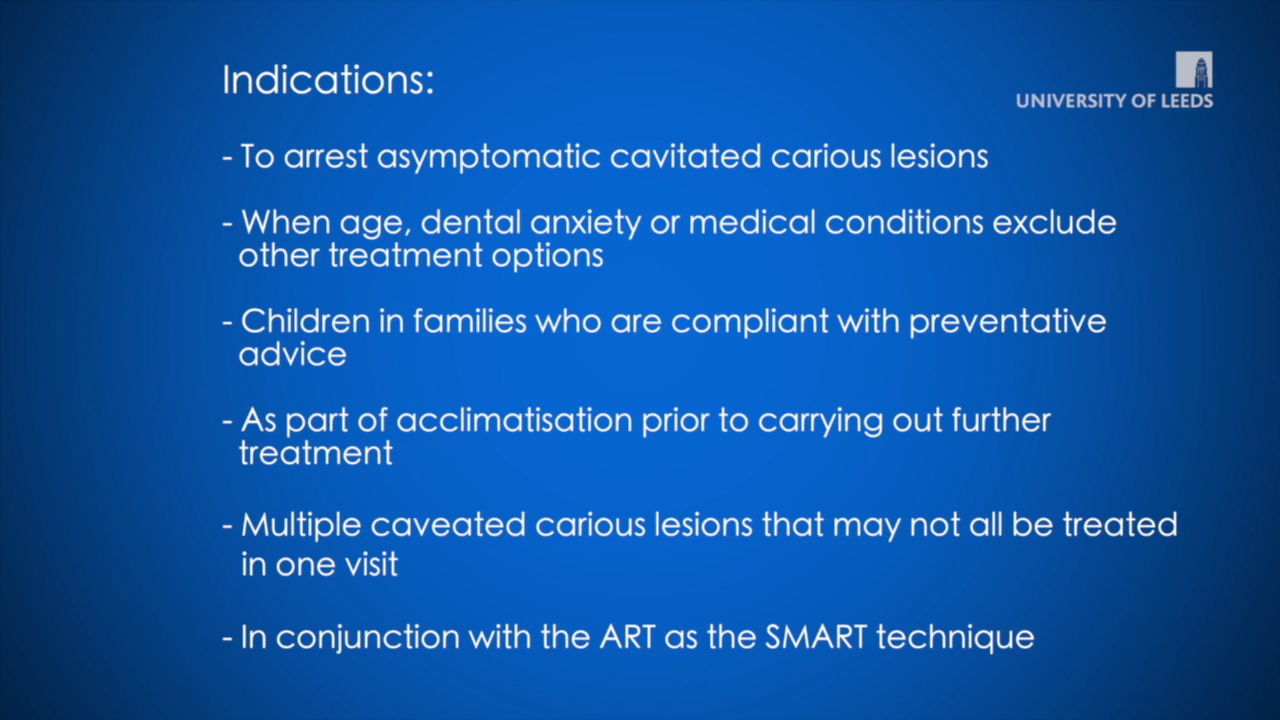 Indications:
UNIVERSITY OF LEEDS
- To arrest asymptomatic cavitated carious lesions
- When age, dental anxiety or medical conditions exclude
other treatment options
- Children in families who are compliant with preventative
advice
- As part of acclimatisation prior to carrying out further
treatment
- Multiple caveated carious lesions that may not all be treated
in one visit
- In conjunction with the ART as the SMART technique